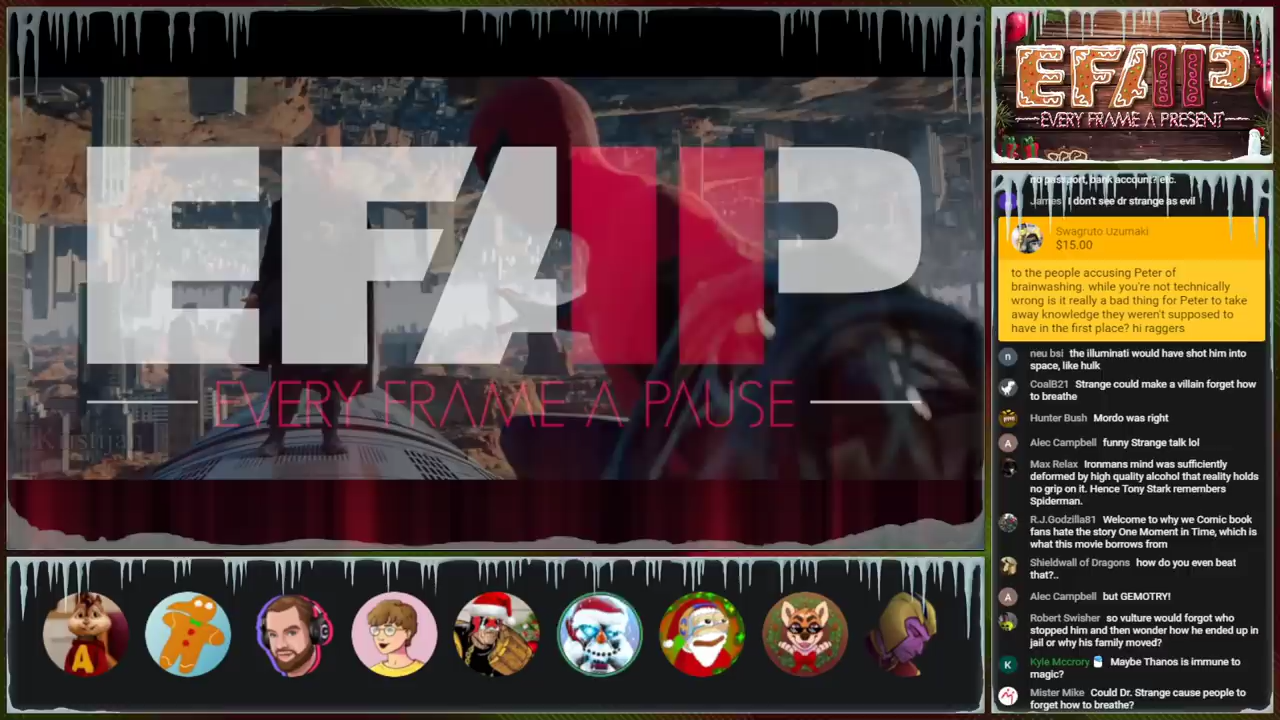 EFAP
EVERY FRAME A PAUSE
Kristijan
EFAP
EVERY FRAME A PRESENT
no passport, bank account? etc.
James I don't see dr strange as evil
Swagruto Uzumaki
$15.00
to the people accusing Peter of
brainwashing. while you're not technically
wrong is it really a bad thing for Peter to take
away knowledge they weren't supposed to
have in the first place? hi raggers
n neu bsi the illuminati would have shot him into
space, like hulk
CoalB21 Strange could make a villain forget how
to breathe
Hunter Bush Mordo was right
A Alec Campbell funny Strange talk lol
Max Relax Ironmans mind was sufficiently
deformed by high quality alcohol that reality holds
no grip on it. Hence Tony Stark remembers
Spiderman.
R.J.Godzilla81 Welcome to why we Comic book
fans hate the story One Moment in Time, which is
what this movie borrows from
Shieldwall of Dragons how do you even beat
that?..
A Alec Campbell but GEMOTRY!
Robert Swisher so vulture would forgot who
stopped him and then wonder how he ended up in
jail or why his family moved?
K Kyle Mccrory Maybe Thanos is immune to
magic?
Mister Mike Could Dr. Strange cause people to
forget how to breathe?
A